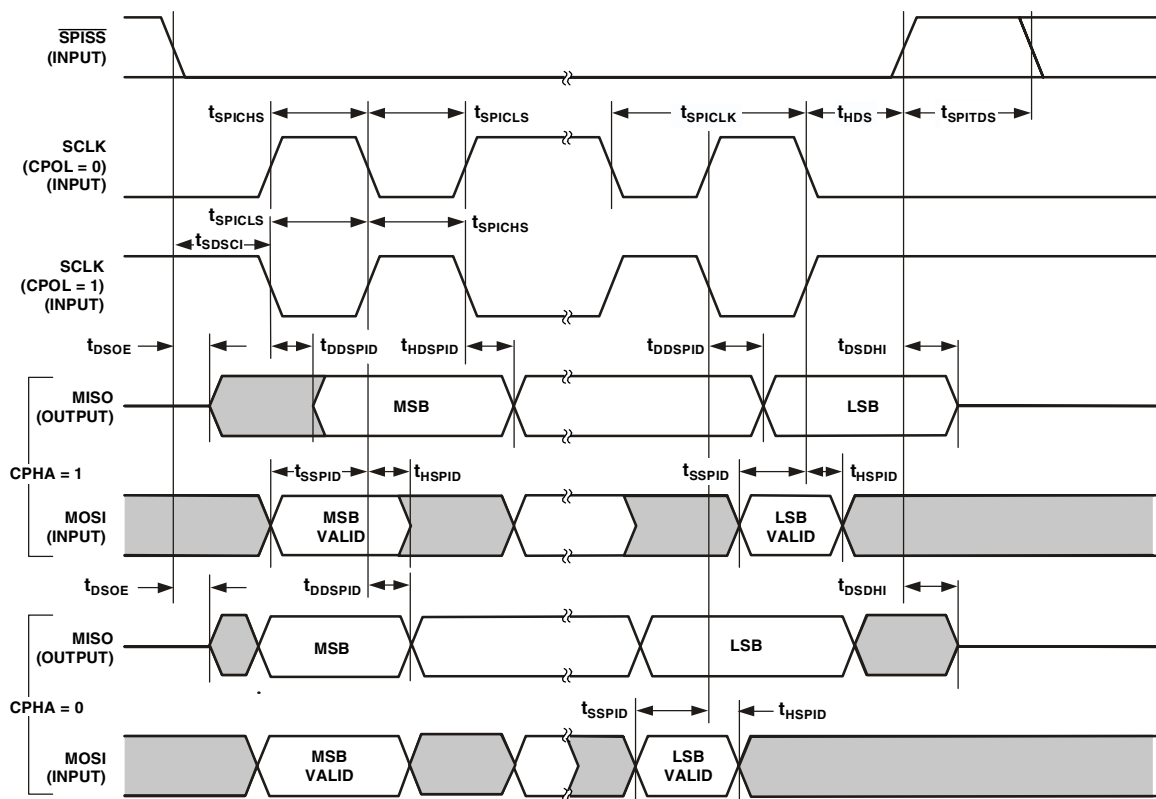 SPISS
(INPUT)
tSPICHS
tSPICLS
tSPICLK
tHDS
tSPITDS
SCLK
(CPOL = 0)
(INPUT)
tSPICLS
tSPICHS
tSDSCI
SCLK
(CPOL = 1)
(INPUT)
tDSOE
tDDSPID
tHDSPID
tDDSPID
tDSDHI
MISO
(OUTPUT)
MSB
LSB
CPHA = 1
tSSPID
tHSPID
tSSPID
tHSPID
MOSI
(INPUT)
MSB
VALID
LSB
VALID
tDSOE
tDDSPID
tDSDHI
MISO
(OUTPUT)
MSB
LSB
CPHA = 0
tSSPID
tHSPID
MOSI
(INPUT)
MSB
VALID
LSB
VALID